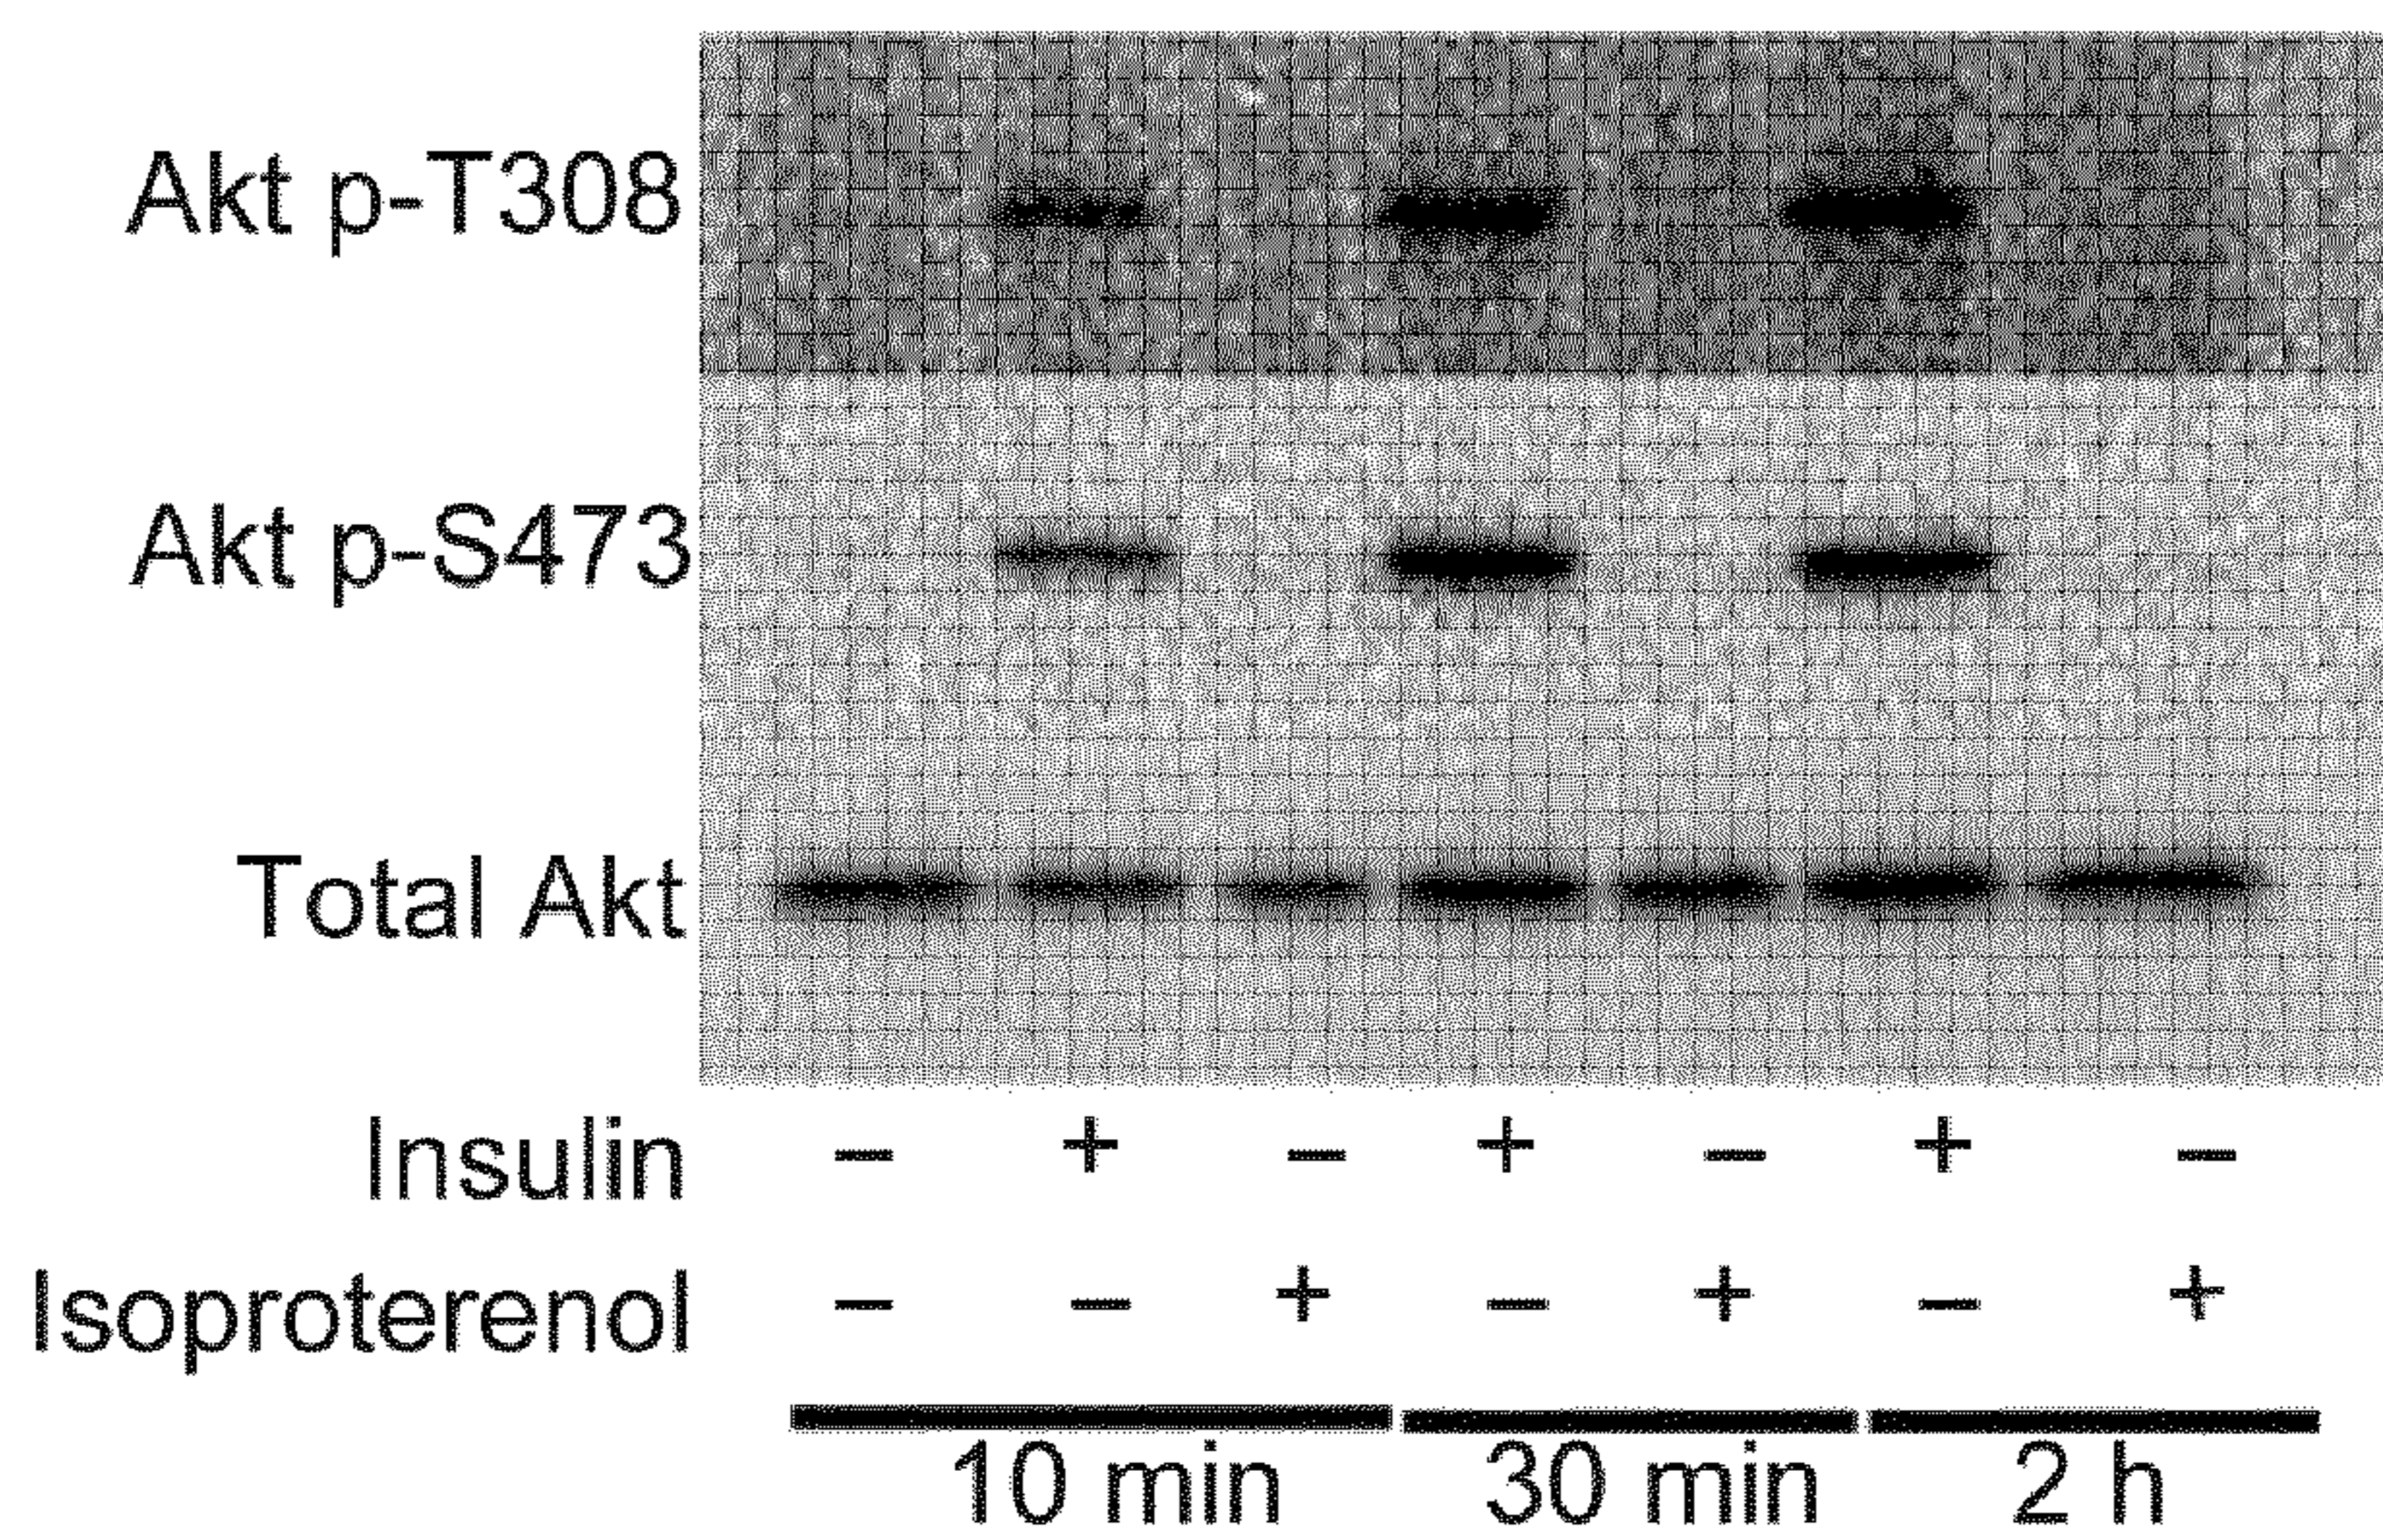 Akt p-T308
Akt p-S473
Total Akt
Insulin – + – + – + –
Isoproterenol – – + – + – +
10 min 30 min 2 h